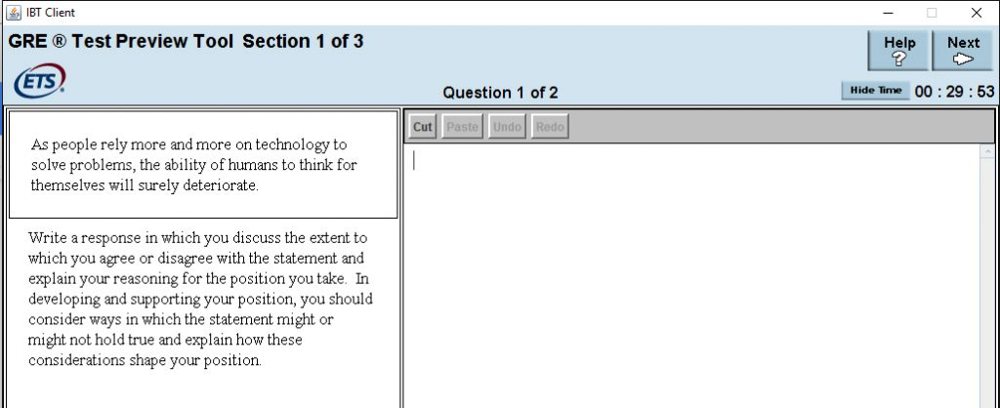 IBT Client
GRE ® Test Preview Tool Section 1 of 3
Help
?
Next
ETS
®
Question 1 of 2
Hide Time
00 : 29 : 53
Cut
Paste
Undo
Redo
As people rely more and more on technology to
solve problems, the ability of humans to think for
themselves will surely deteriorate.
Write a response in which you discuss the extent to
which you agree or disagree with the statement and
explain your reasoning for the position you take. In
developing and supporting your position, you should
consider ways in which the statement might or
might not hold true and explain how these
considerations shape your position.